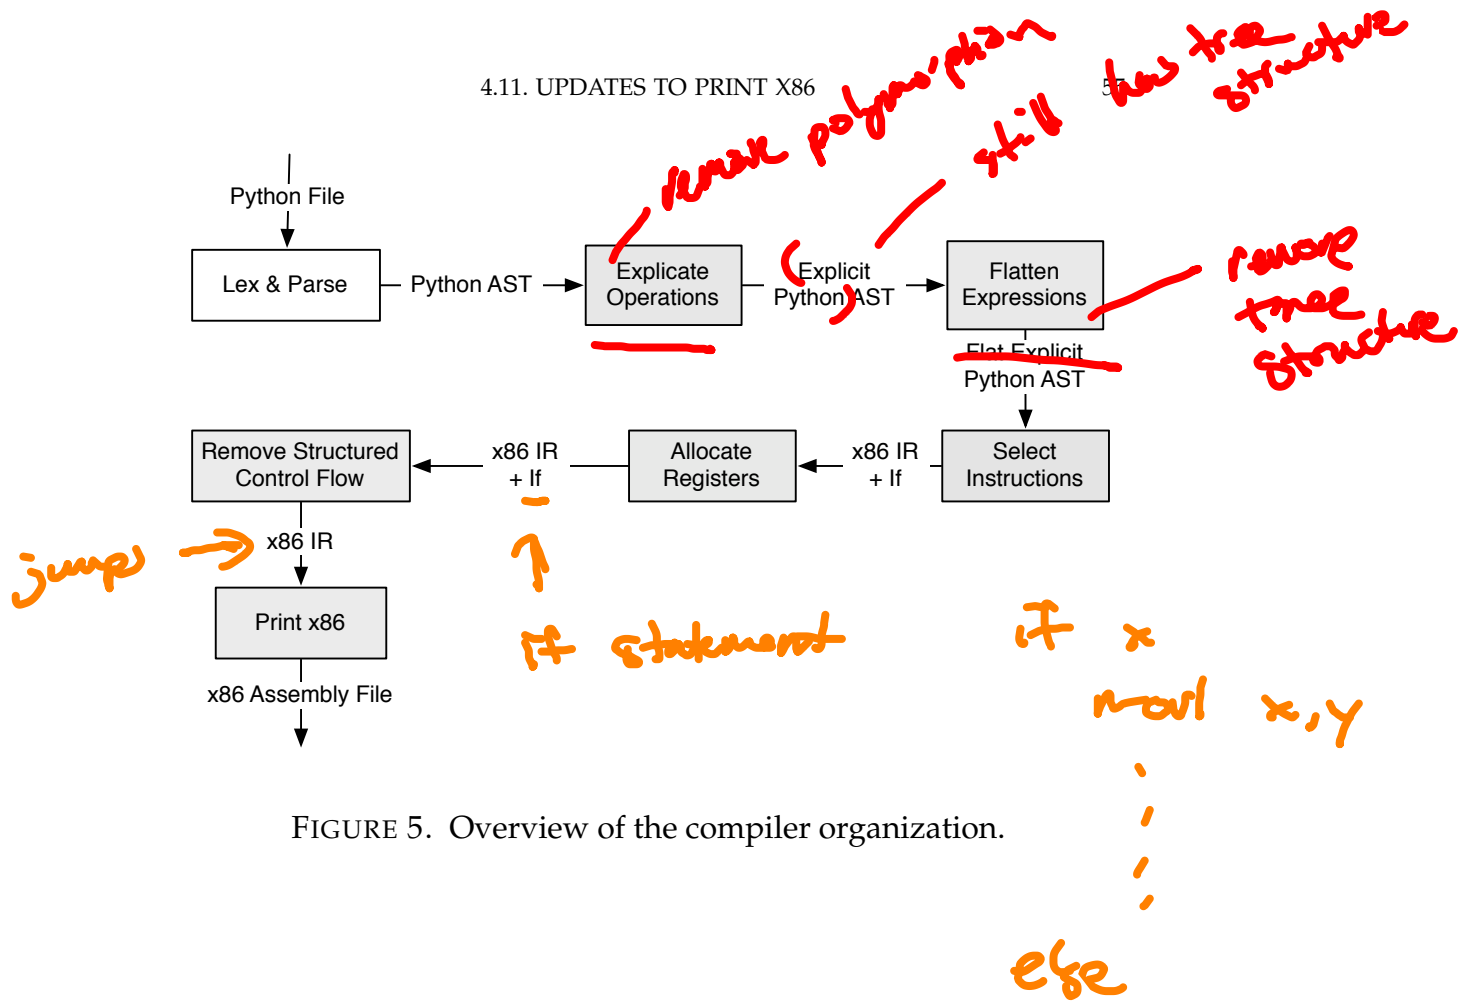 4.11. UPDATES TO PRINT X86
remove polymorphism
still has tree
structure
Python File
Lex & Parse
Python AST
Explicate
Operations
Explicit
Python AST
Flatten
Expressions
remove
tree
structure
Flat Explicit
Python AST
Remove Structured
Control Flow
x86 IR
+ If
Allocate
Registers
x86 IR
+ If
Select
Instructions
jumps
x86 IR
Print x86
if statement
if x
movl x,y
x86 Assembly File
FIGURE 5. Overview of the compiler organization.
else